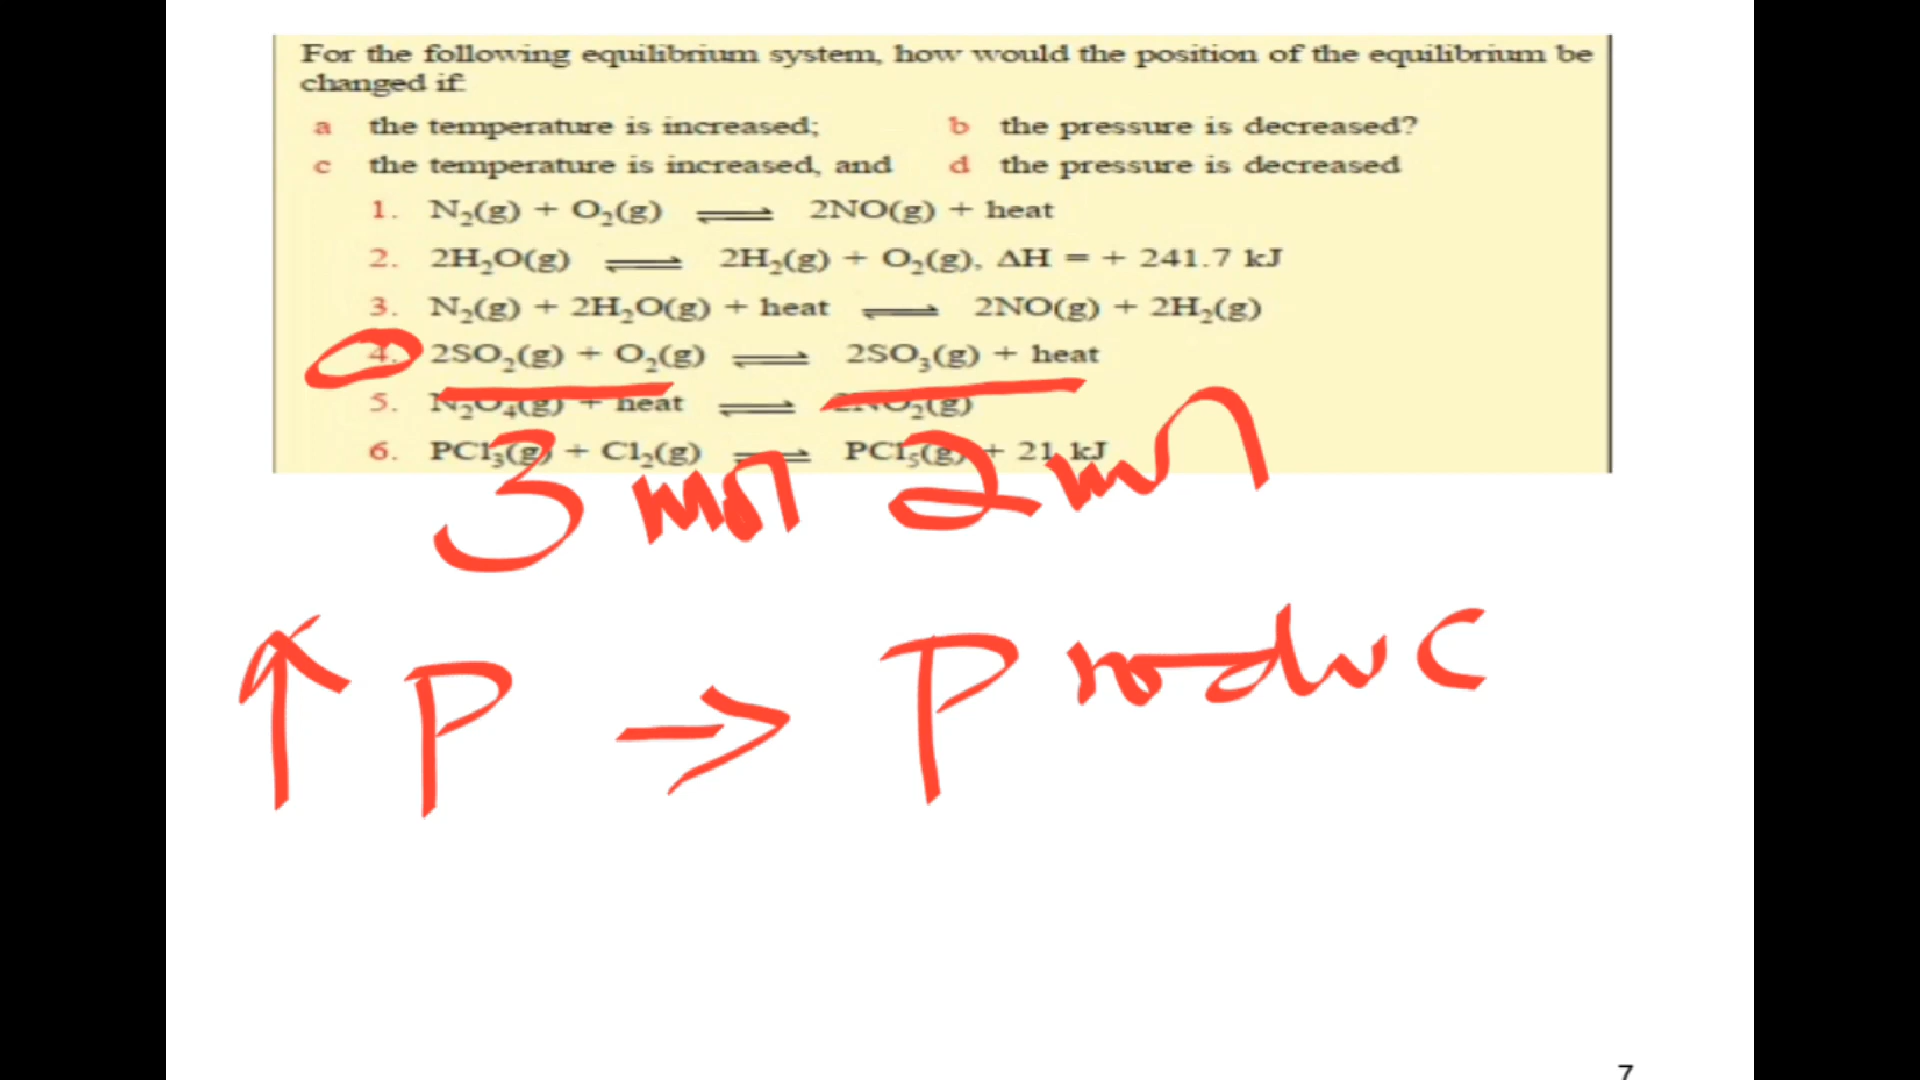 For the following equilibrium system, how would the position of the equilibrium be
changed if:
a the temperature is increased; b the pressure is decreased?
c the temperature is increased, and d the pressure is decreased
1. N₂(g) + O₂(g) ⇌ 2NO(g) + heat
2. 2H₂O(g) ⇌ 2H₂(g) + O₂(g), ΔH = + 241.7 kJ
3. N₂(g) + 2H₂O(g) + heat ⇌ 2NO(g) + 2H₂(g)
4. 2SO₂(g) + O₂(g) ⇌ 2SO₃(g) + heat
5. N₂O₄(g) + heat ⇌ 2NO₂(g)
6. PCl₃(g) + Cl₂(g) ⇌ PCl₅(g) + 21 kJ
3 mol 2 mol
↑ P → Produc
7